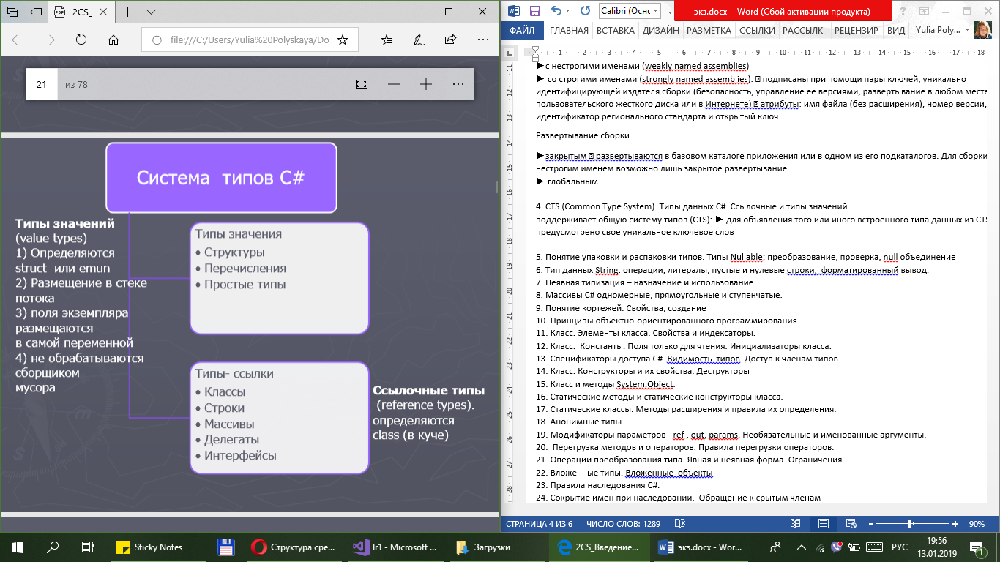 2CS_
file:///C:/Users/Yulia%20Polyskaya/Do
21 из 78
Система типов C#
Типы значений
(value types)
1) Определяются
struct или emun
2) Размещение в стеке
потока
3) поля экземпляра
размещаются
в самой переменной
4) не обрабатываются
сборщиком
мусора
Типы значения
• Структуры
• Перечисления
• Простые типы
Типы- ссылки
• Классы
• Строки
• Массивы
• Делегаты
• Интерфейсы
Ссылочные типы
(reference types).
определяются
class (в куче)
Calibri (Осно
экз.docx - Word (Сбой активации продукта)
ФАЙЛ ГЛАВНАЯ ВСТАВКА ДИЗАЙН РАЗМЕТКА ССЫЛКИ РАССЫЛК РЕЦЕНЗИР ВИД Yulia Poly...
1 2 3 4 5 6 7 8 9 10 11 12 13 14 15 16 17 18
11 12 13 14 15 16 17 18 19 20 21 22 23 24 25 26 27 28
►с нестрогими именами (weakly named assemblies)
► со строгими именами (strongly named assemblies). подписаны при помощи пары ключей, уникально
идентифицирующей издателя сборки (безопасность, управление ее версиями, развертывание в любом месте
пользовательского жесткого диска или в Интернете) атрибуты: имя файла (без расширения), номер версии,
идентификатор регионального стандарта и открытый ключ.
Развертывание сборки
►закрытым развертываются в базовом каталоге приложения или в одном из его подкаталогов. Для сборки
нестрогим именем возможно лишь закрытое развертывание.
► глобальным
4. CTS (Common Type System). Типы данных C#. Ссылочные и типы значений.
поддерживает общую систему типов (CTS): ► для объявления того или иного встроенного типа данных из CTS
предусмотрено свое уникальное ключевое слов
5. Понятие упаковки и распаковки типов. Типы Nullable: преобразование, проверка, null объединение
6. Тип данных String: операции, литералы, пустые и нулевые строки, форматированный вывод.
7. Неявная типизация – назначение и использование.
8. Массивы C# одномерные, прямоугольные и ступенчатые.
9. Понятие кортежей. Свойства, создание
10. Принципы объектно-ориентированного программирования.
11. Класс. Элементы класса. Свойства и индексаторы.
12. Класс. Константы. Поля только для чтения. Инициализаторы класса.
13. Спецификаторы доступа C#. Видимость типов. Доступ к членам типов.
14. Класс. Конструкторы и их свойства. Деструкторы
15. Класс и методы System.Object.
16. Статические методы и статические конструкторы класса.
17. Статические классы. Методы расширения и правила их определения.
18. Анонимные типы.
19. Модификаторы параметров - ref , out, params. Необязательные и именованные аргументы.
20. Перегрузка методов и операторов. Правила перегрузки операторов.
21. Операции преобразования типа. Явная и неявная форма. Ограничения.
22. Вложенные типы. Вложенные объекты
23. Правила наследования C#.
24. Сокрытие имен при наследовании. Обращение к срытым членам
СТРАНИЦА 4 ИЗ 6 ЧИСЛО СЛОВ: 1289 90%
Sticky Notes Структура сре... lr1 - Microsoft ... Загрузки 2CS_Введение... экз.docx - Wor... РУС 19:56
13.01.2019
1